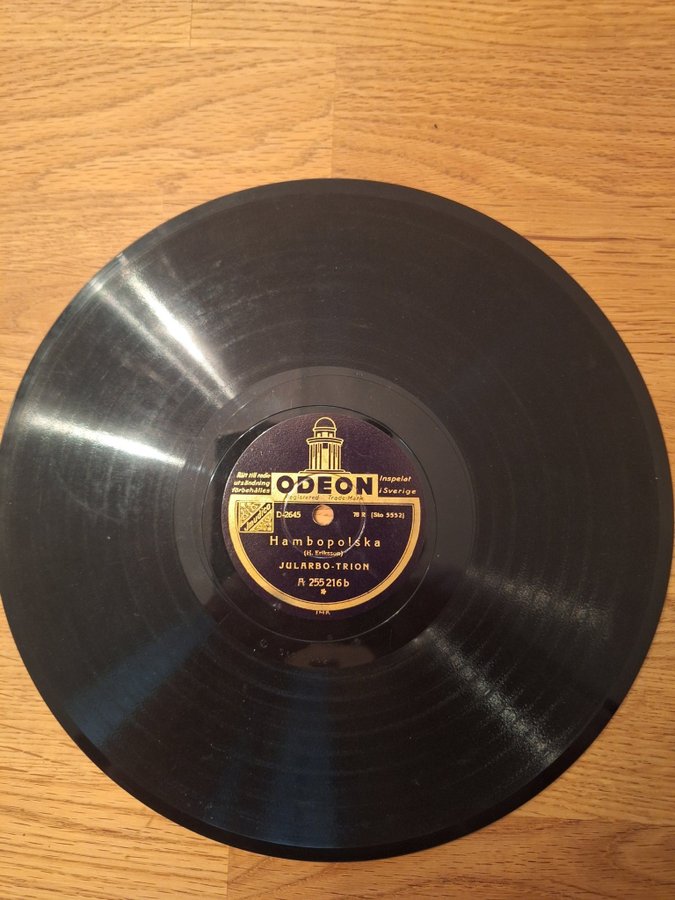 Rätt till radio
utsändning
förbehålles
ODEON
Inspelat
i Sverige
Registered Trade-Mark
D-2645
78 R (Sto 5552)
Hambopolska
(H. Eriksson)
JULARBO-TRION
A 255216 b